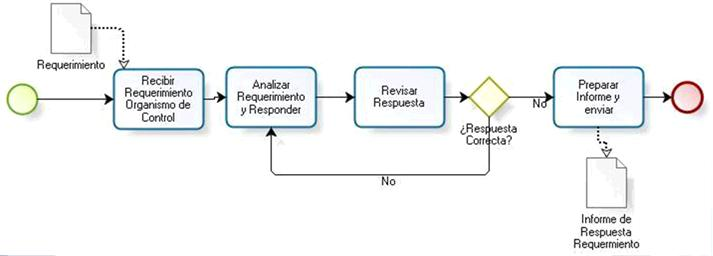 Requerimiento
Recibir
Requerimiento
Organismo de
Control
Analizar
Requerimiento
y Responder
Revisar
Respuesta
¿Respuesta
Correcta?
No
No
Preparar
Informe y
enviar
Informe de
Respuesta
Requermiento